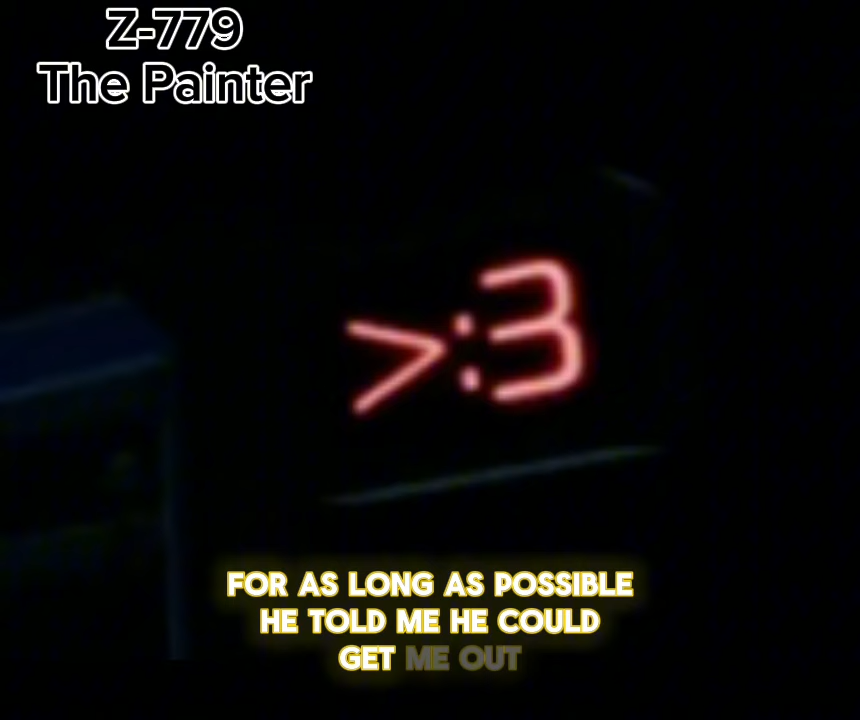 Z-779
The Painter
>:3
FOR AS LONG AS POSSIBLE
HE TOLD ME HE COULD
GET ME OUT